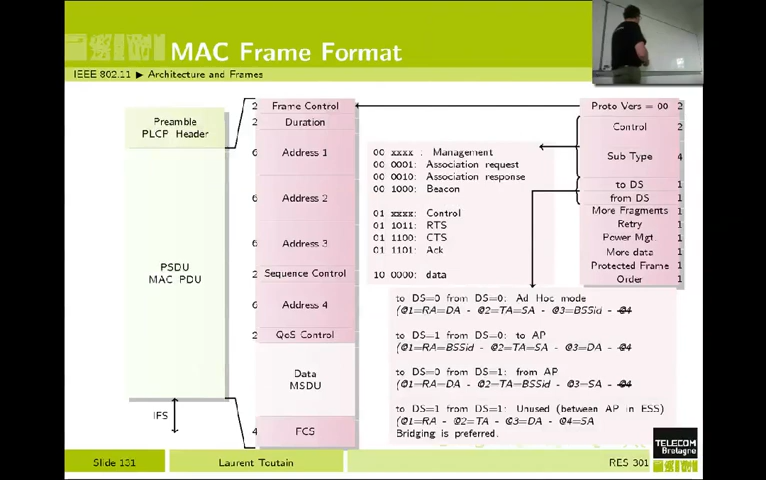 MAC Frame Format
IEEE 802.11 ▶ Architecture and Frames
Preamble
PLCP Header
PSDU
MAC PDU
IFS
2 Frame Control
2 Duration
6 Address 1
6 Address 2
6 Address 3
2 Sequence Control
6 Address 4
2 QoS Control
Data
MSDU
4 FCS
00 xxxx : Management
00 0001: Association request
00 0010: Association response
00 1000: Beacon
01 xxxx: Control
01 1011: RTS
01 1100: CTS
01 1101: Ack
10 0000: data
Proto Vers = 00 2
Control 2
Sub Type 4
to DS 1
from DS 1
More Fragments 1
Retry 1
Power Mgt. 1
More data 1
Protected Frame 1
Order 1
to DS=0 from DS=0: Ad Hoc mode
(@1=RA=DA - @2=TA=SA - @3=BSSid - @4
to DS=1 from DS=0: to AP
(@1=RA=BSSid - @2=TA=SA - @3=DA - @4
to DS=0 from DS=1: from AP
(@1=RA=DA - @2=TA=BSSid - @3=SA - @4
to DS=1 from DS=1: Unused (between AP in ESS)
(@1=RA - @2=TA - @3=DA - @4=SA
Bridging is preferred.
TELECOM
Bretagne
Slide 131
Laurent Toutain
RES 301